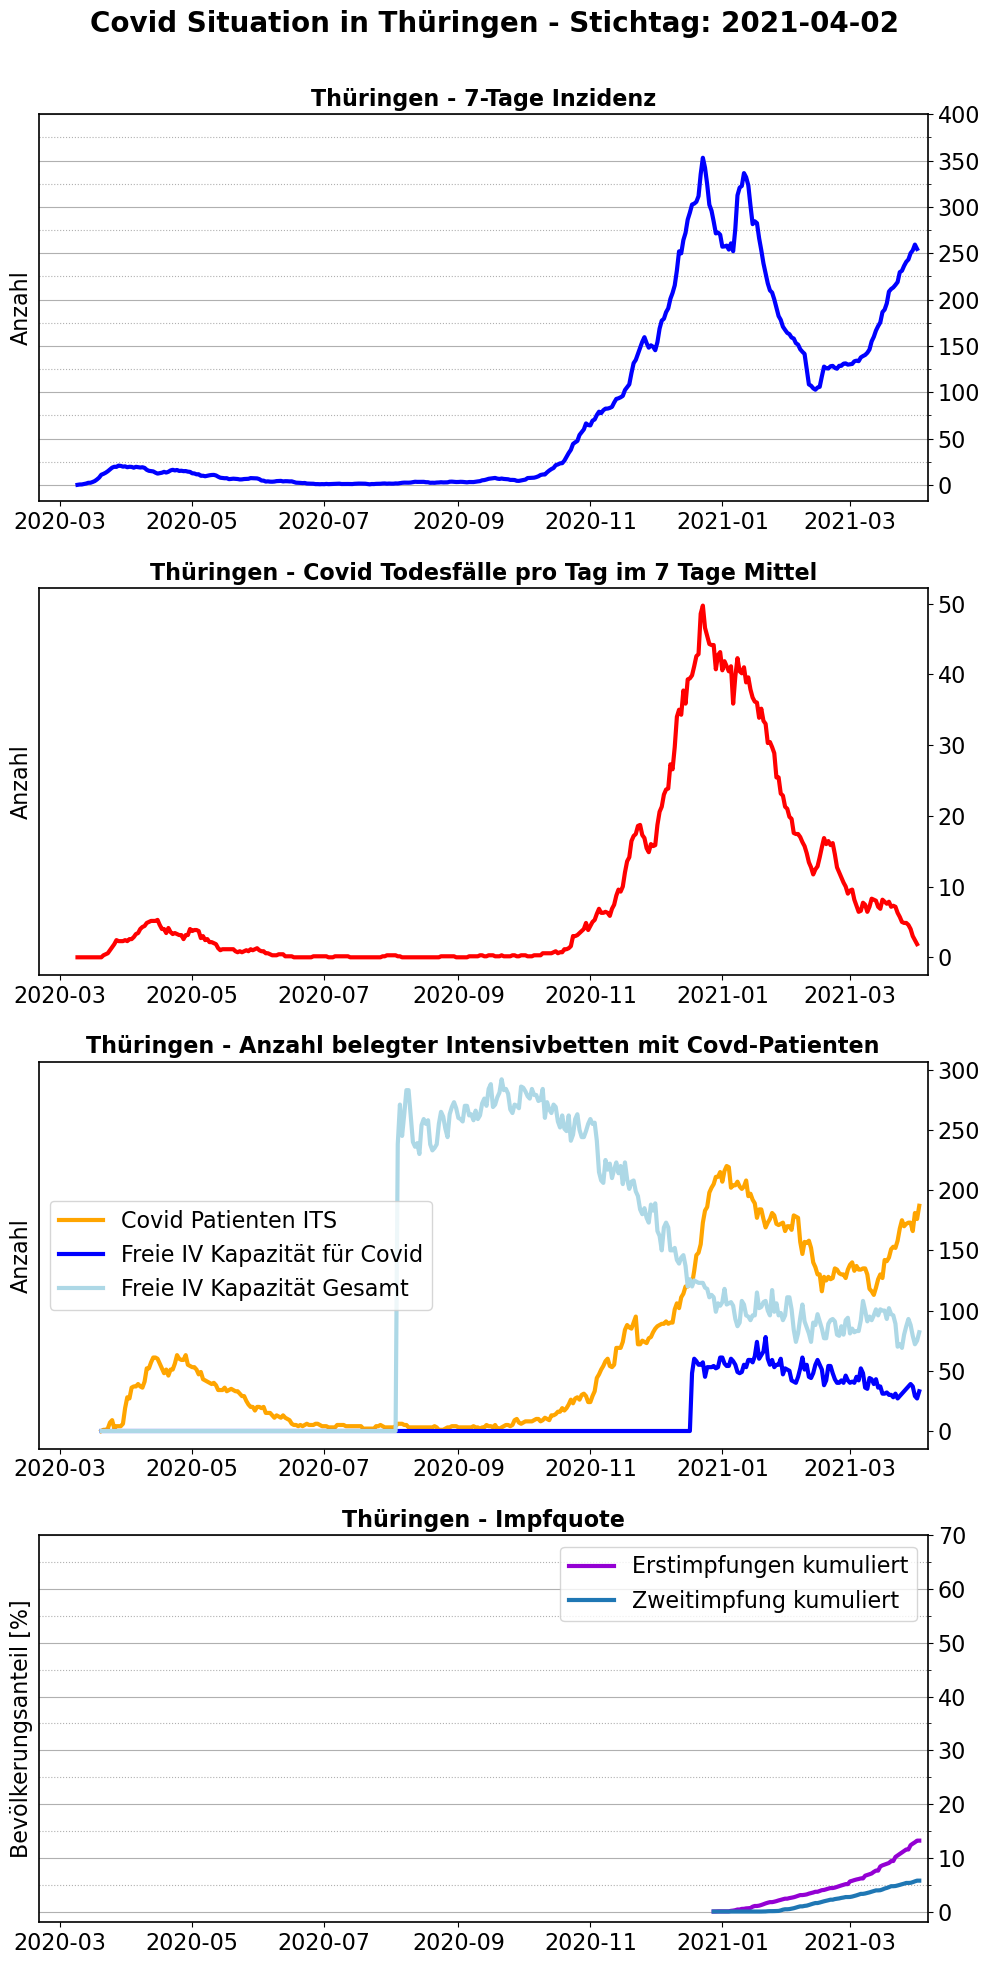 Covid Situation in Thüringen - Stichtag: 2021-04-02
Thüringen - 7-Tage Inzidenz
Anzahl
400
350
300
250
200
150
100
50
0
2020-03 2020-05 2020-07 2020-09 2020-11 2021-01 2021-03
Thüringen - Covid Todesfälle pro Tag im 7 Tage Mittel
Anzahl
50
40
30
20
10
0
2020-03 2020-05 2020-07 2020-09 2020-11 2021-01 2021-03
Thüringen - Anzahl belegter Intensivbetten mit Covd-Patienten
Anzahl
Covid Patienten ITS
Freie IV Kapazität für Covid
Freie IV Kapazität Gesamt
300
250
200
150
100
50
0
2020-03 2020-05 2020-07 2020-09 2020-11 2021-01 2021-03
Thüringen - Impfquote
Bevölkerungsanteil [%]
Erstimpfungen kumuliert
Zweitimpfung kumuliert
70
60
50
40
30
20
10
0
2020-03 2020-05 2020-07 2020-09 2020-11 2021-01 2021-03